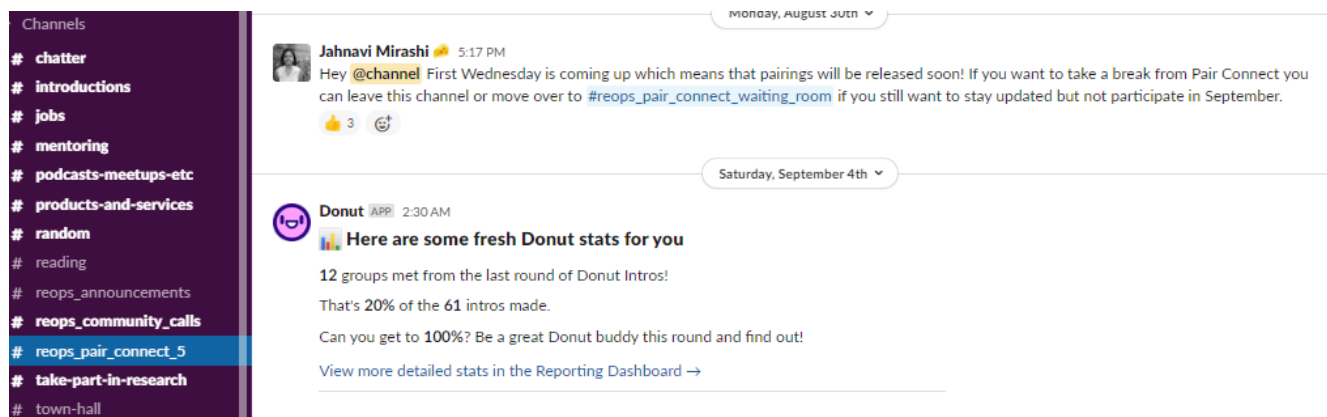 Channels
# chatter
# introductions
# jobs
# mentoring
# podcasts-meetups-etc
# products-and-services
# random
# reading
# reops_announcements
# reops_community_calls
# reops_pair_connect_5
# take-part-in-research
# town-hall
Monday, August 30th
Jahnavi Mirashi 5:17 PM
Hey @channel First Wednesday is coming up which means that pairings will be released soon! If you want to take a break from Pair Connect you
can leave this channel or move over to #reops_pair_connect_waiting_room if you still want to stay updated but not participate in September.
3
Saturday, September 4th
Donut APP 2:30 AM
Here are some fresh Donut stats for you
12 groups met from the last round of Donut Intros!
That's 20% of the 61 intros made.
Can you get to 100%? Be a great Donut buddy this round and find out!
View more detailed stats in the Reporting Dashboard →